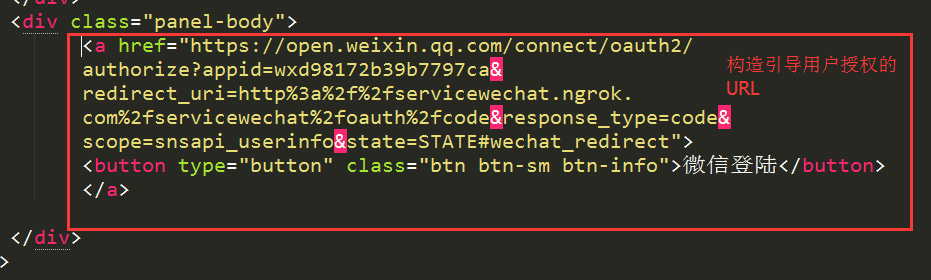 </div>
<div class="panel-body">
<a href="https://open.weixin.qq.com/connect/oauth2/
authorize?appid=wxd98172b39b7797ca&
redirect_uri=http%3a%2f%2fservicewechat.ngrok.
com%2fservicewechat%2foauth%2fcode&response_type=code&
scope=snsapi_userinfo&state=STATE#wechat_redirect">
<button type="button" class="btn btn-sm btn-info">微信登陆</button>
</a>
构造引导用户授权的
URL
</div>
>